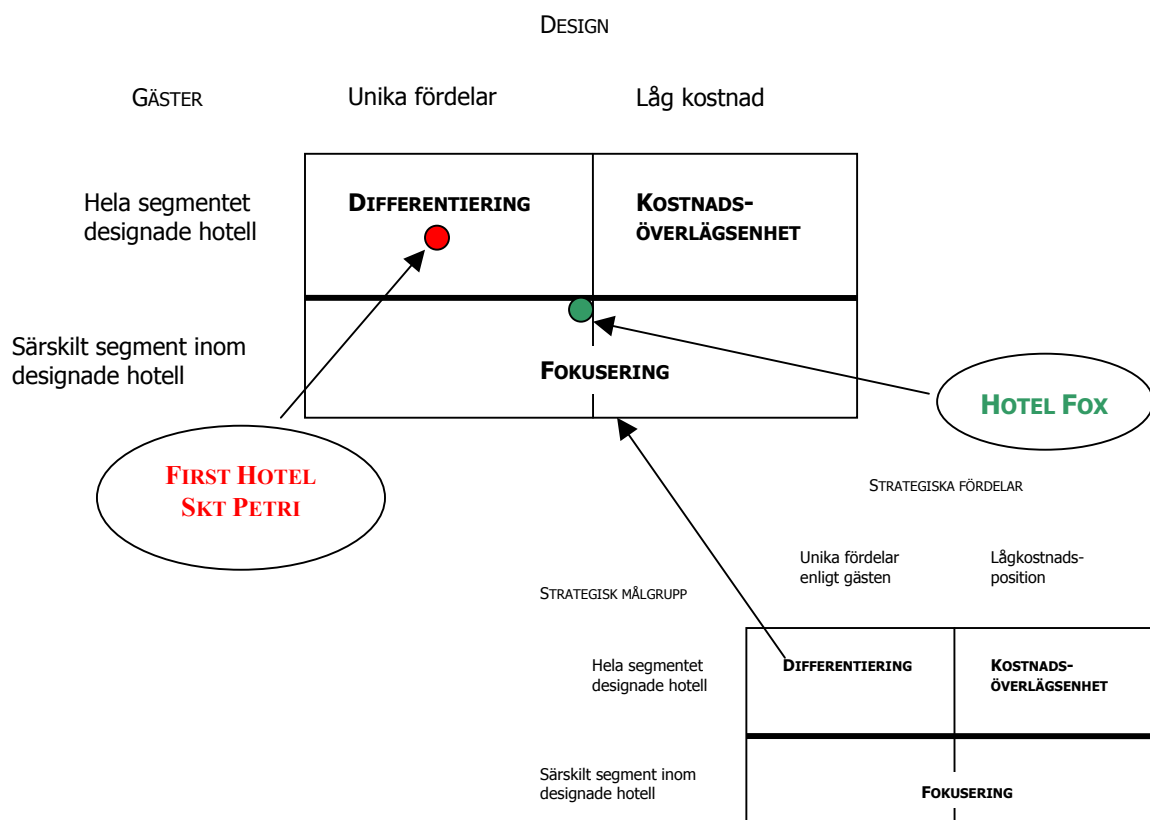 DESIGN
GÄSTER
Unika fördelar
Låg kostnad
Hela segmentet
designade hotell
DIFFERENTIERING
KOSTNADS-
ÖVERLÄGSENHET
Särskilt segment inom
designade hotell
FOKUSERING
HOTEL FOX
FIRST HOTEL
SKT PETRI
STRATEGISKA FÖRDELAR
Unika fördelar
enligt gästen
Lågkostnads-
position
STRATEGISK MÅLGRUPP
Hela segmentet
designade hotell
DIFFERENTIERING
KOSTNADS-
ÖVERLÄGSENHET
Särskilt segment inom
designade hotell
FOKUSERING